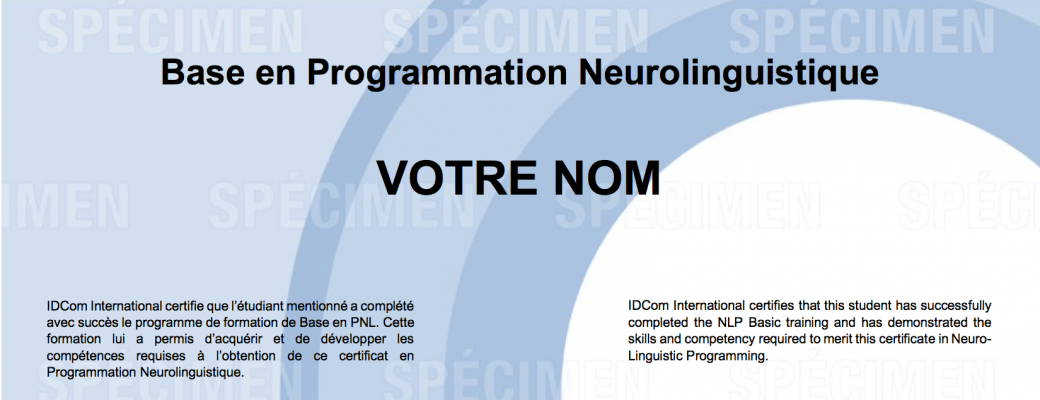 SPÉCIMEN SPÉCIMEN SPÉCIMEN
Base en Programmation Neurolinguistique
VOTRE NOM
IMEN SPÉCIMEN SPÉCIMEN SPÉCI
IDCom International certifie que l'étudiant mentionné a complété
avec succès le programme de formation de Base en PNL. Cette
formation lui a permis d'acquérir et de développer les
compétences requises à l'obtention de ce certificat en
Programmation Neurolinguistique.
IDCom International certifies that this student has successfully
completed the NLP Basic training and has demonstrated the
skills and competency required to merit this certificate in Neuro-
Linguistic Programming.
SPÉCIMEN SPÉCIMEN SPÉCIMEN